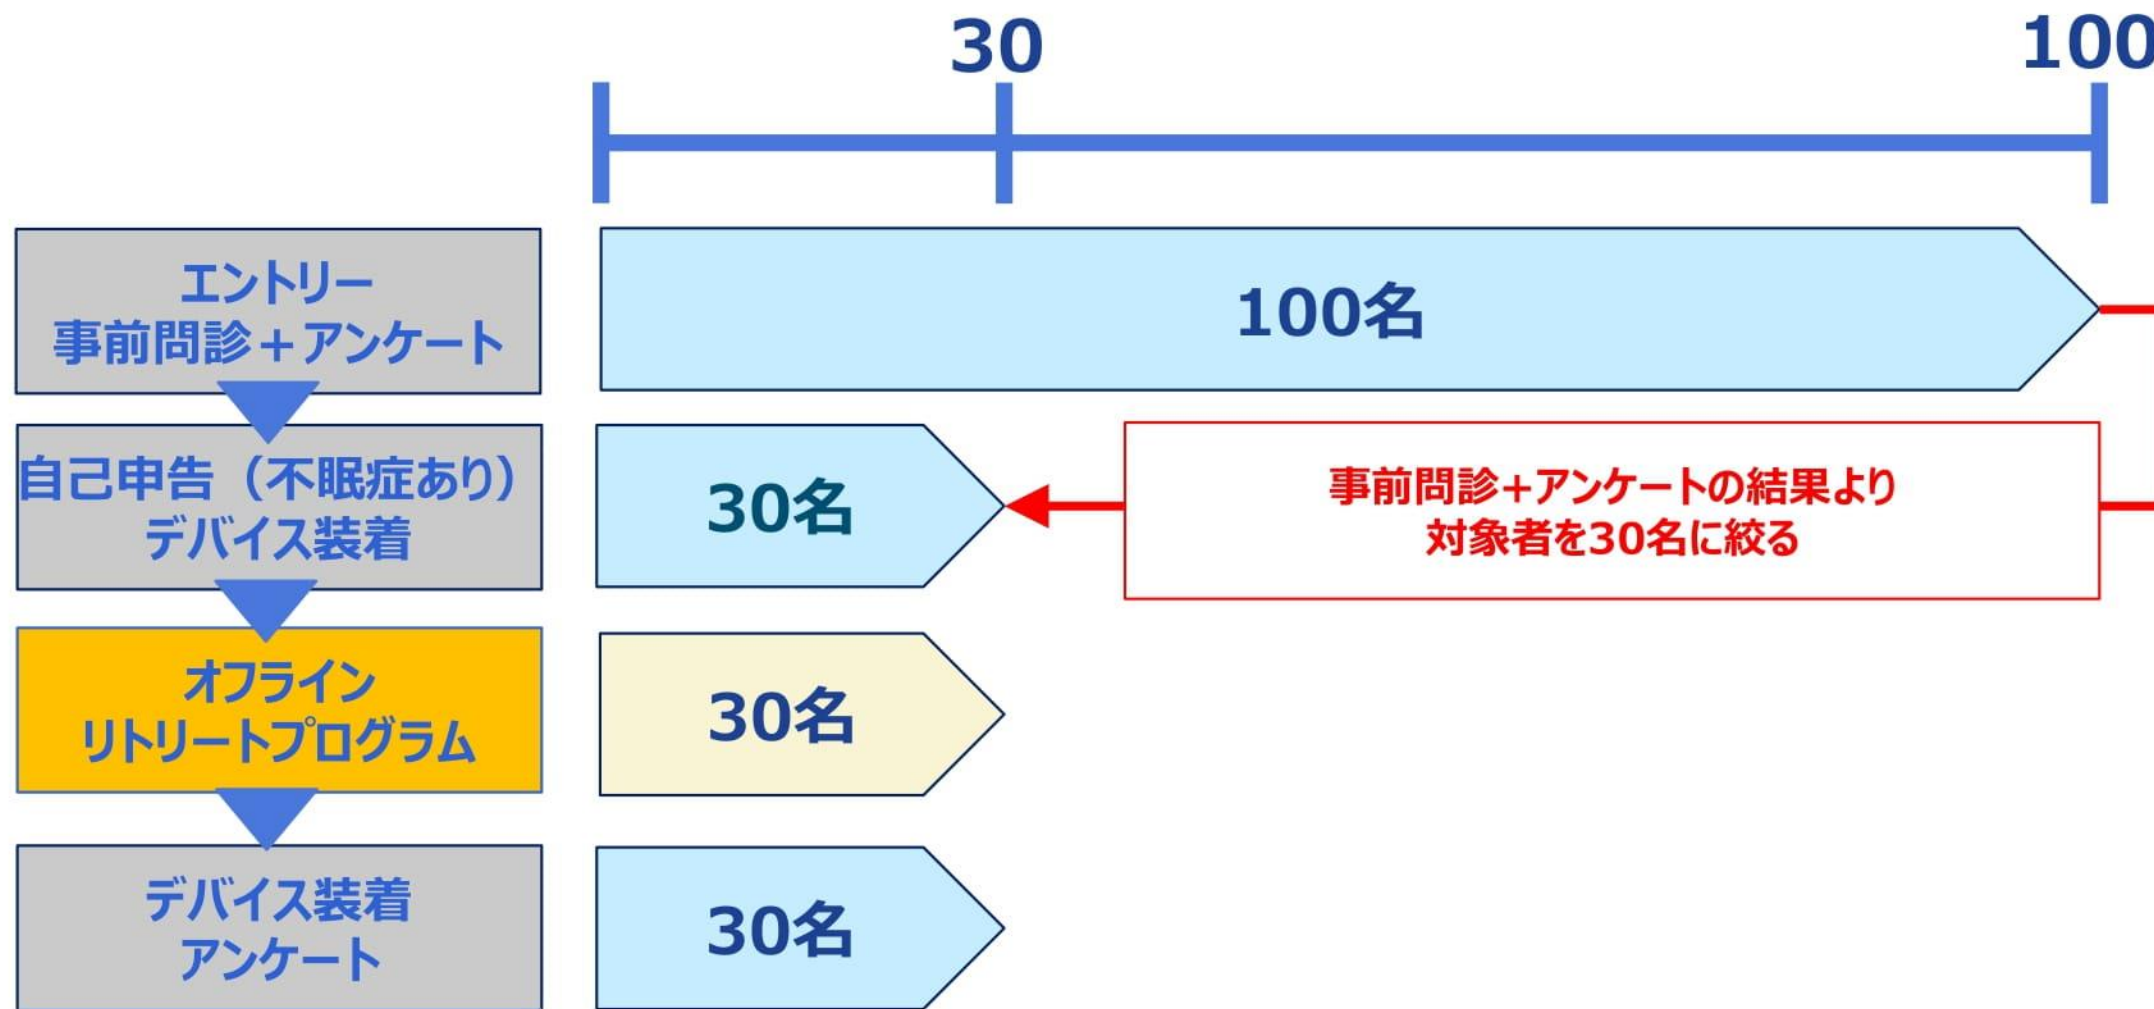 30
100
エントリー
事前問診+アンケート
100名
自己申告（不眠症あり）
デバイス装着
30名
事前問診+アンケートの結果より
対象者を30名に絞る
オフライン
リトリートプログラム
30名
デバイス装着
アンケート
30名